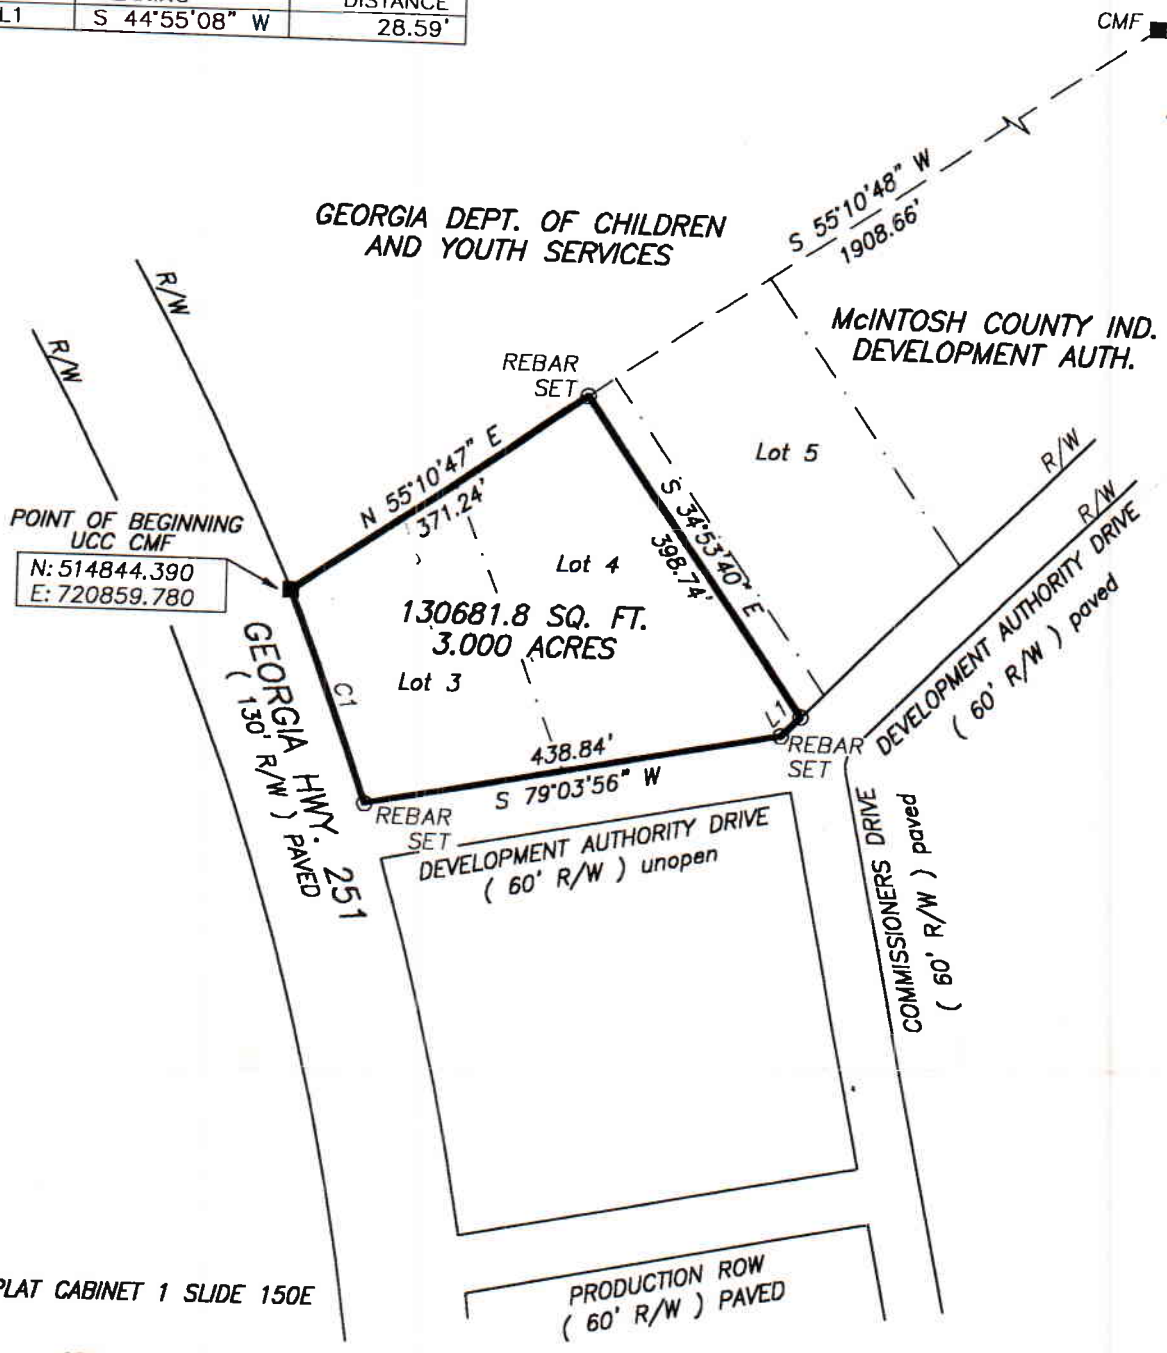 DISTANCE
L1 S 44°55'08" W 28.59'
CMF
S 55°10'48" W
1908.66'
GEORGIA DEPT. OF CHILDREN
AND YOUTH SERVICES
R/W
R/W
McINTOSH COUNTY IND.
DEVELOPMENT AUTH.
REBAR
SET
Lot 5
R/W
R/W
N 55°10'47" E
371.24'
S 34°53'40" E
398.74'
POINT OF BEGINNING
UCC CMF
N: 514844.390
E: 720859.780
Lot 4
130681.8 SQ. FT.
3.000 ACRES
Lot 3
C1
L1
GEORGIA HWY. 251
( 130' R/W ) PAVED
DEVELOPMENT AUTHORITY DRIVE
( 60' R/W ) paved
438.84'
S 79°03'56" W
REBAR
SET
REBAR
SET
DEVELOPMENT AUTHORITY DRIVE
( 60' R/W ) unopen
COMMISSIONERS DRIVE
( 60' R/W ) paved
PLAT CABINET 1 SLIDE 150E
PRODUCTION ROW
( 60' R/W ) PAVED